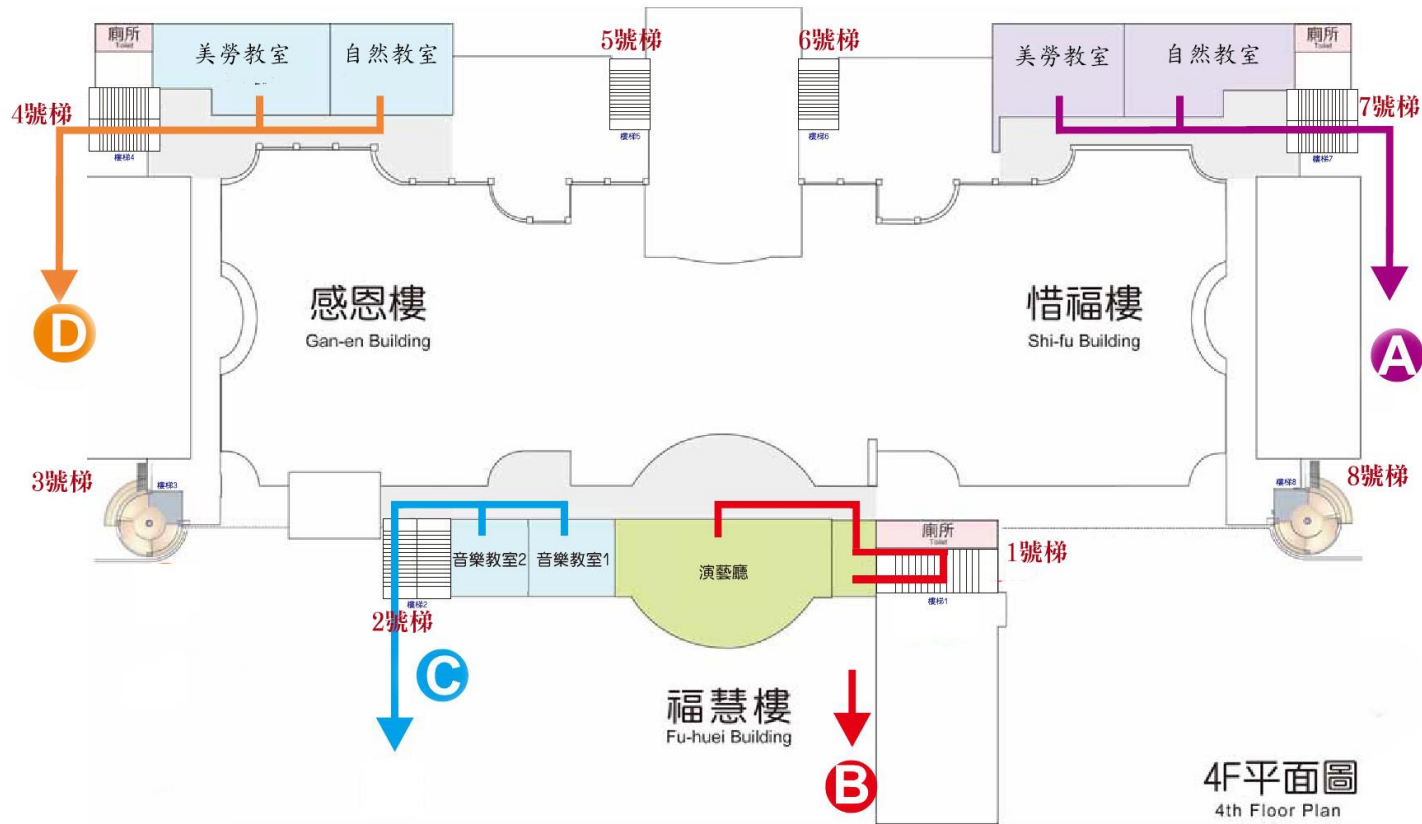 廁所
Toilet
美勞教室
自然教室
5號梯
6號梯
美勞教室
自然教室
廁所
Toilet
4號梯
樓梯4
樓梯5
樓梯6
7號梯
樓梯7
感恩樓
Gan-en Building
惜福樓
Shi-fu Building
D
A
3號梯
樓梯3
8號梯
樓梯8
音樂教室2
音樂教室1
演藝廳
廁所
Toilet
1號梯
樓梯1
樓梯2
2號梯
C
福慧樓
Fu-huei Building
B
4F平面圖
4th Floor Plan